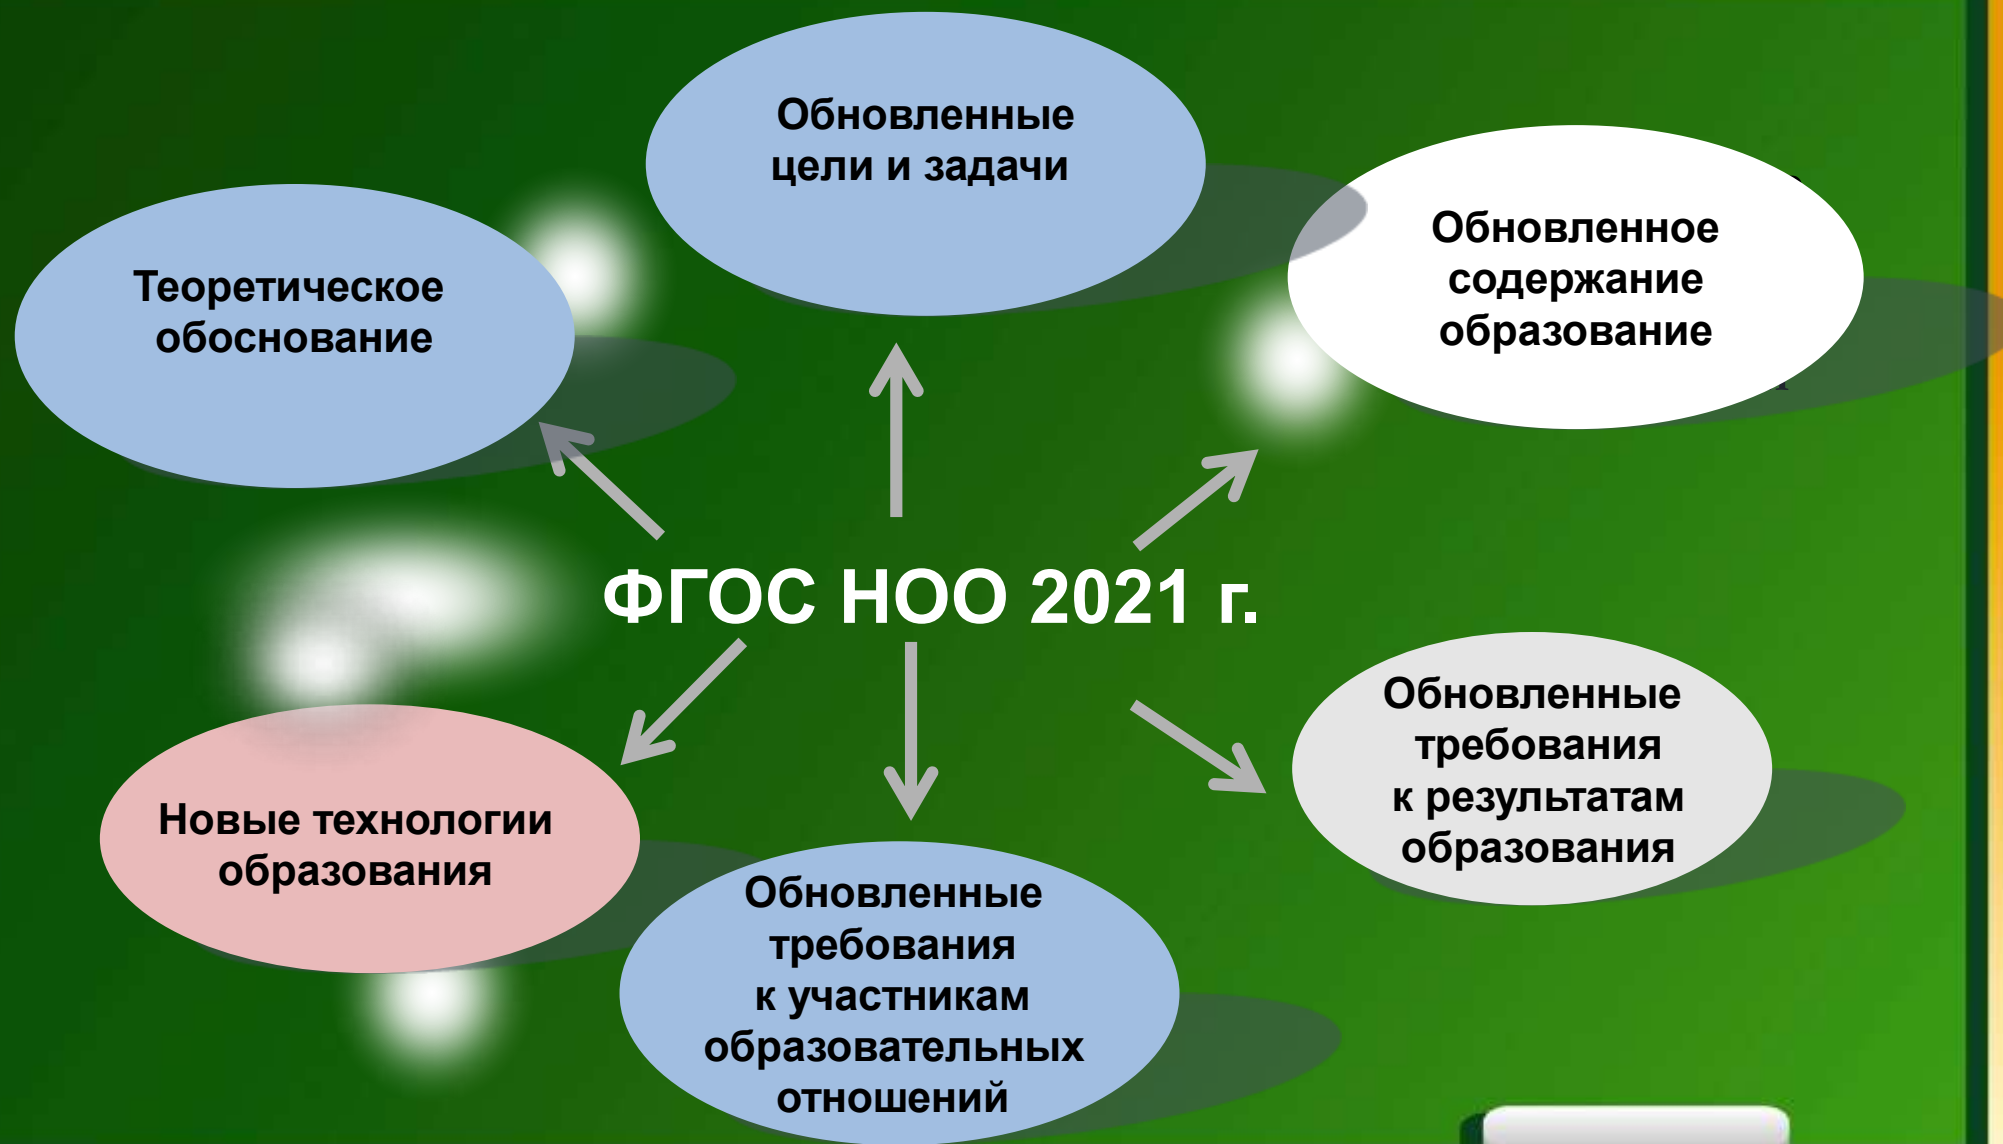 Обновленные
цели и задачи
Обновленное
содержание
образование
Теоретическое
обоснование
ФГОС НОО 2021 г.
Новые технологии
образования
Обновленные
требования
к участникам
образовательных
отношений
Обновленные
требования
к результатам
образования